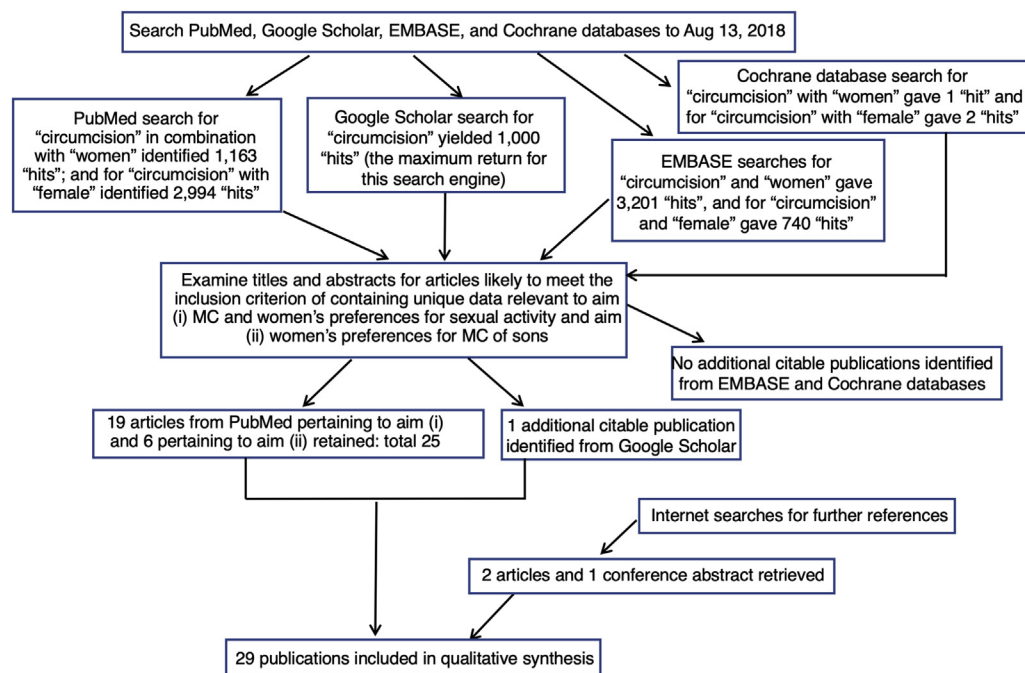 Search PubMed, Google Scholar, EMBASE, and Cochrane databases to Aug 13, 2018
PubMed search for
“circumcision” in combination
with “women” identified 1,163
“hits”; and for “circumcision” with
“female” identified 2,994 “hits”
Google Scholar search for
“circumcision” yielded 1,000
“hits” (the maximum return for
this search engine)
EMBASE searches for
“circumcision” and “women” gave
3,201 “hits”, and for “circumcision”
and “female” gave 740 “hits”
Cochrane database search for
“circumcision” with “women” gave 1 “hit” and
for “circumcision” with “female” gave 2 “hits”
Examine titles and abstracts for articles likely to meet the
inclusion criterion of containing unique data relevant to aim
(i) MC and women’s preferences for sexual activity and aim
(ii) women’s preferences for MC of sons
No additional citable publications identified
from EMBASE and Cochrane databases
19 articles from PubMed pertaining to aim (i)
and 6 pertaining to aim (ii) retained: total 25
1 additional citable publication
identified from Google Scholar
Internet searches for further references
2 articles and 1 conference abstract retrieved
29 publications included in qualitative synthesis